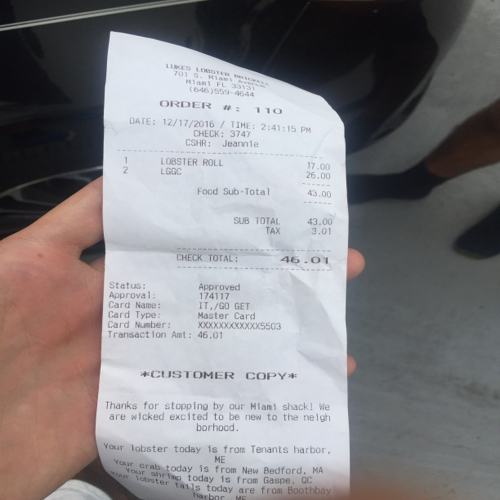 LUKES LOBSTER BRICKELL
701 S. Miami Avenue
Miami FL 33131
(646)559-4644
ORDER #: 110
DATE: 12/17/2016 / TIME: 2:41:15 PM
CHECK: 3747
CSHR: Jeannie
1 LOBSTER ROLL 17.00
2 LGGC 26.00
Food Sub-Total 43.00
SUB TOTAL 43.00
TAX 3.01
CHECK TOTAL: 46.01
Status: Approved
Approval: 174117
Card Name: IT,/GO GET
Card Type: Master Card
Card Number: XXXXXXXXXXXX5503
Transaction Amt: 46.01
*CUSTOMER COPY*
Thanks for stopping by our Miami shack! We
are wicked excited to be new to the neigh
borhood.
Your lobster today is from Tenants harbor,
ME
Your crab today is from New Bedford, MA
Your shrimp today is from Gaspe, QC
Your lobster tails today are from Boothbay
Harbor, ME